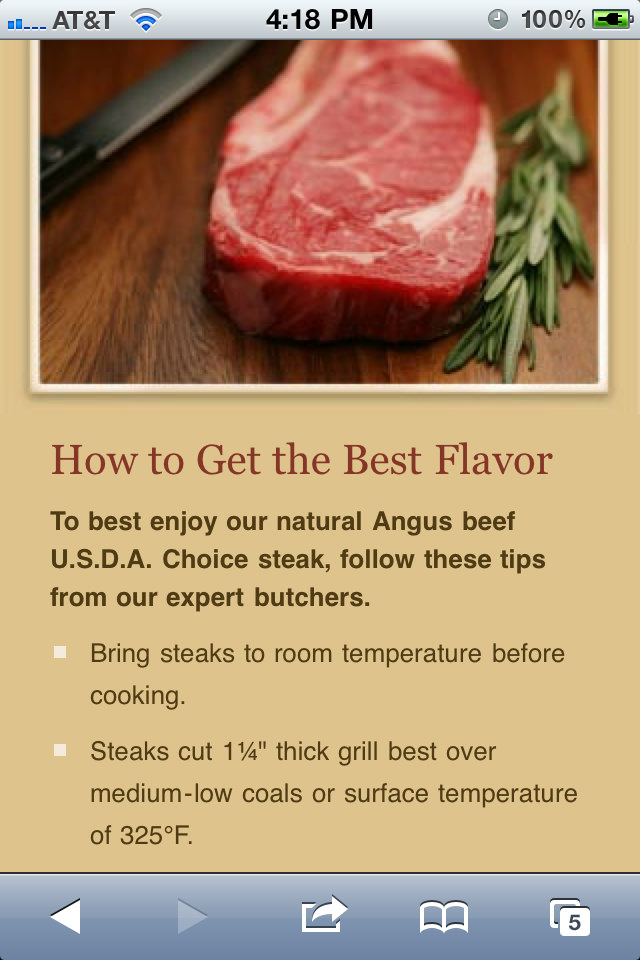 AT&T 4:18 PM 100%
How to Get the Best Flavor
To best enjoy our natural Angus beef
U.S.D.A. Choice steak, follow these tips
from our expert butchers.
Bring steaks to room temperature before
cooking.
Steaks cut 1¼" thick grill best over
medium-low coals or surface temperature
of 325°F.
5